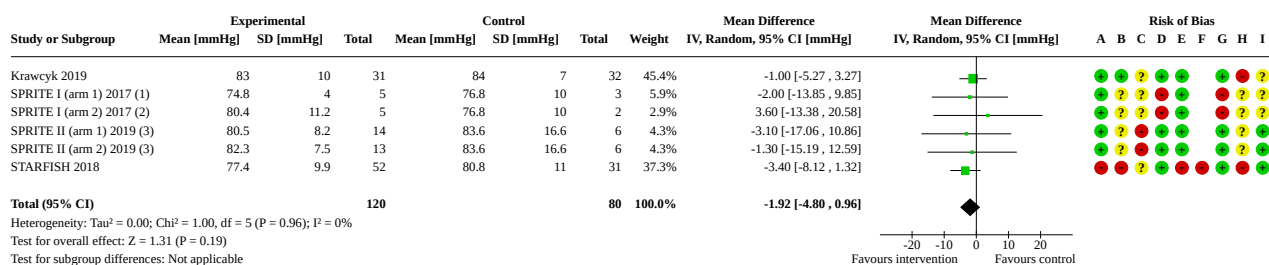 Experimental Control Mean Difference Mean Difference Risk of Bias
Study or Subgroup Mean [mmHg] SD [mmHg] Total Mean [mmHg] SD [mmHg] Total Weight IV, Random, 95% CI [mmHg] IV, Random, 95% CI [mmHg] A B C D E F G H I
Krawcyk 2019 83 10 31 84 7 32 45.4% -1.00 [-5.27 , 3.27] + + ? + + + - ?
SPRITE I (arm 1) 2017 (1) 74.8 4 5 76.8 10 3 5.9% -2.00 [-13.85 , 9.85] + ? ? - + - ? +
SPRITE I (arm 2) 2017 (2) 80.4 11.2 5 76.8 10 2 2.9% 3.60 [-13.38 , 20.58] + ? ? - + - ? +
SPRITE II (arm 1) 2019 (3) 80.5 8.2 14 83.6 16.6 6 4.3% -3.10 [-17.06 , 10.86] + ? - + + + ? +
SPRITE II (arm 2) 2019 (3) 82.3 7.5 13 83.6 16.6 6 4.3% -1.30 [-15.19 , 12.59] + ? - + + + ? +
STARFISH 2018 77.4 9.9 52 80.8 11 31 37.3% -3.40 [-8.12 , 1.32] - - ? + - - + - +
Total (95% CI) 120 80 100.0% -1.92 [-4.80 , 0.96]
Heterogeneity: Tau² = 0.00; Chi² = 1.00, df = 5 (P = 0.96); I² = 0%
Test for overall effect: Z = 1.31 (P = 0.19)
-20 -10 0 10 20
Test for subgroup differences: Not applicable Favours intervention Favours control